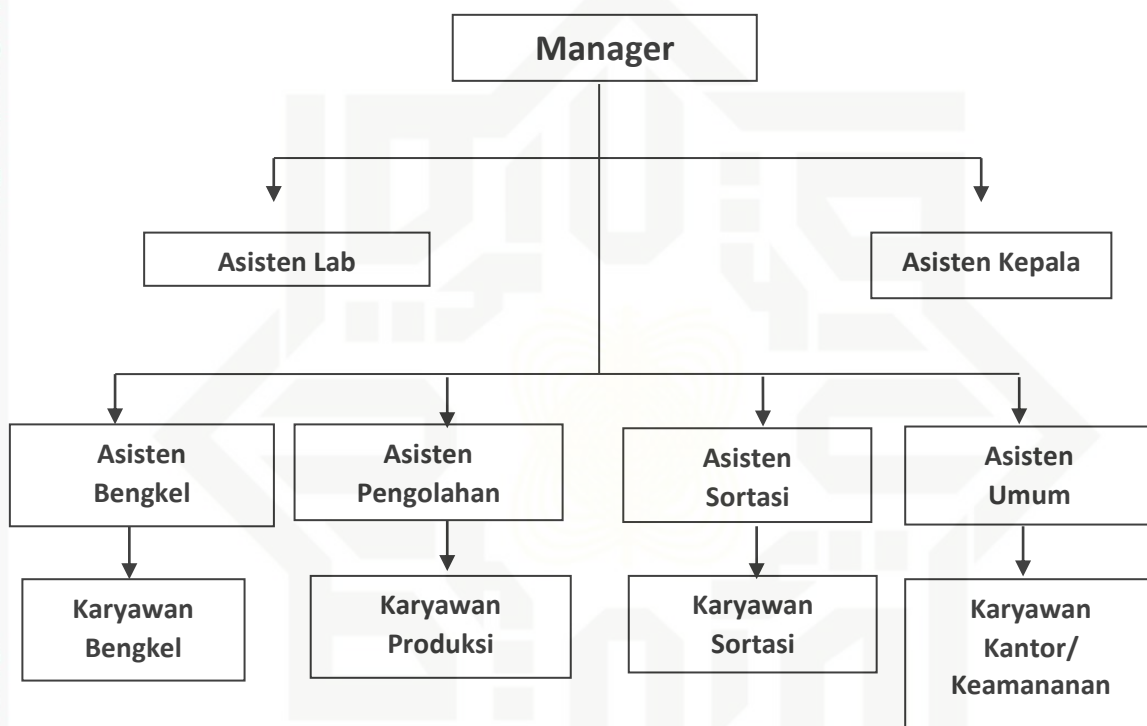 Manager
Asisten Lab
Asisten Kepala
Asisten
Bengkel
Asisten
Pengolahan
Asisten
Sortasi
Asisten
Umum
Karyawan
Bengkel
Karyawan
Produksi
Karyawan
Sortasi
Karyawan
Kantor/
Keamananan